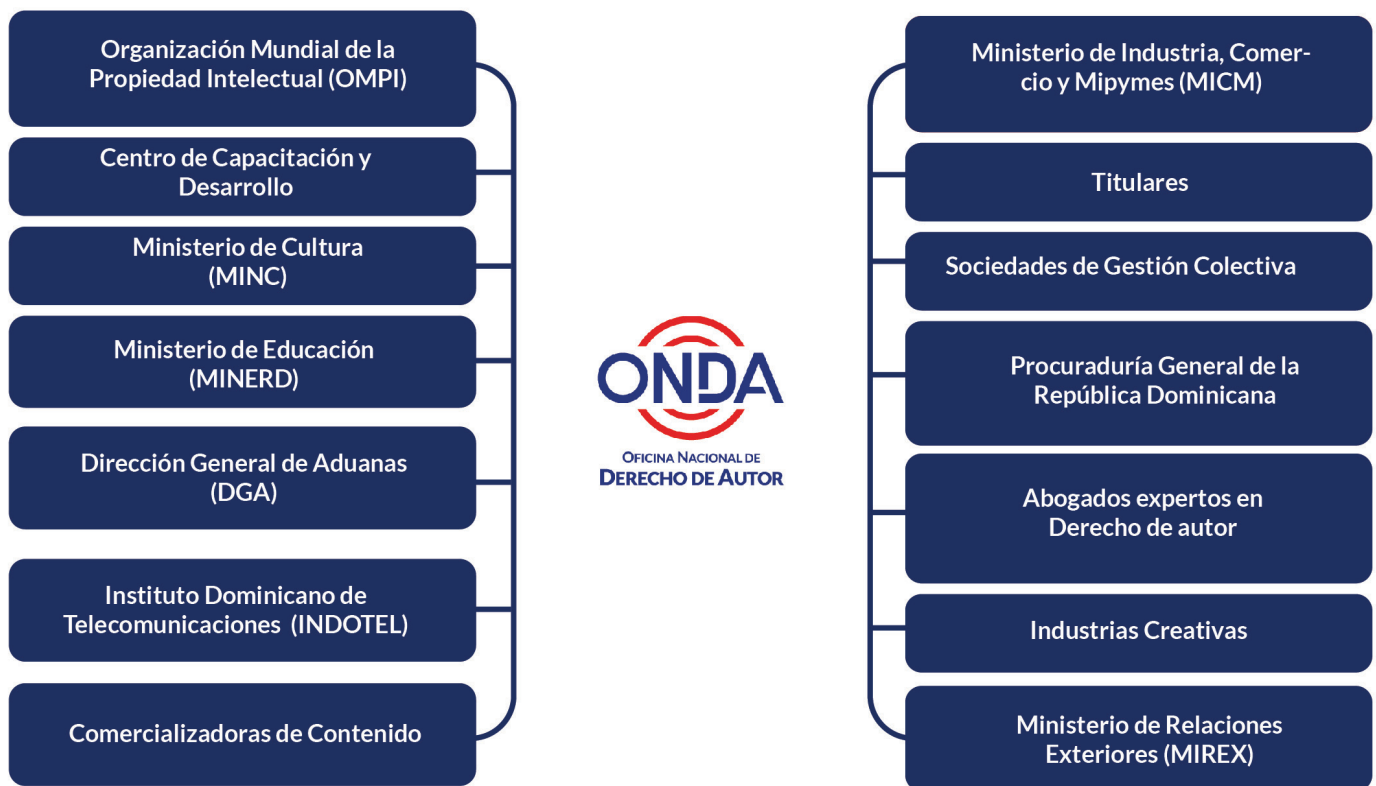 Organización Mundial de la
Propiedad Intelectual (OMPI)
Centro de Capacitación y
Desarrollo
Ministerio de Cultura
(MINC)
Ministerio de Educación
(MINERD)
Dirección General de Aduanas
(DGA)
Instituto Dominicano de
Telecomunicaciones (INDOTEL)
Comercializadoras de Contenido
ONDA
OFICINA NACIONAL DE
DERECHO DE AUTOR
Ministerio de Industria, Comer-
cio y Mipymes (MICM)
Titulares
Sociedades de Gestión Colectiva
Procuraduría General de la
República Dominicana
Abogados expertos en
Derecho de autor
Industrias Creativas
Ministerio de Relaciones
Exteriores (MIREX)